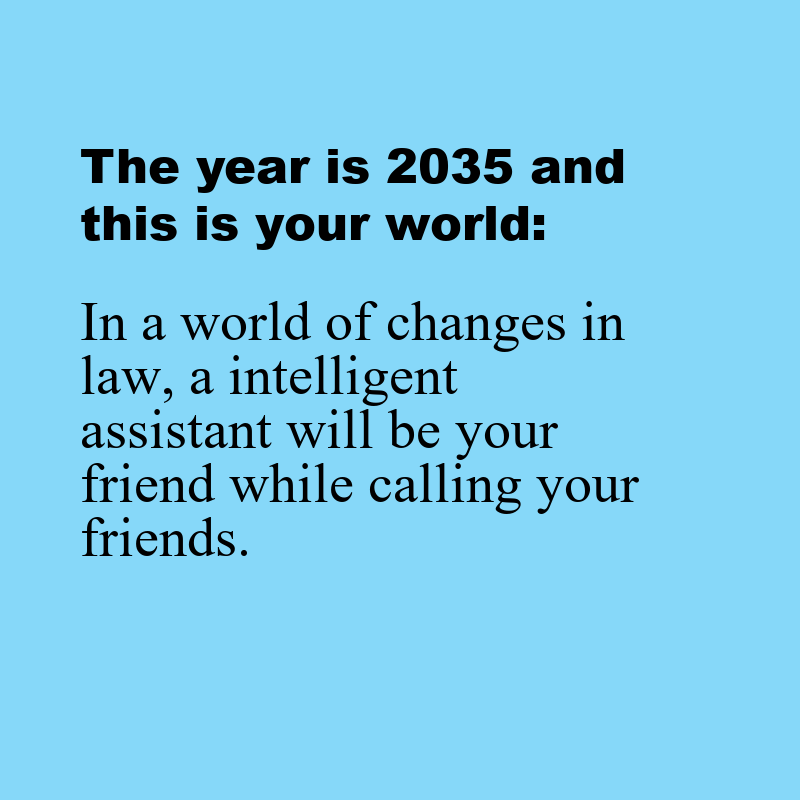 The year is 2035 and
this is your world:
In a world of changes in
law, a intelligent
assistant will be your
friend while calling your
friends.